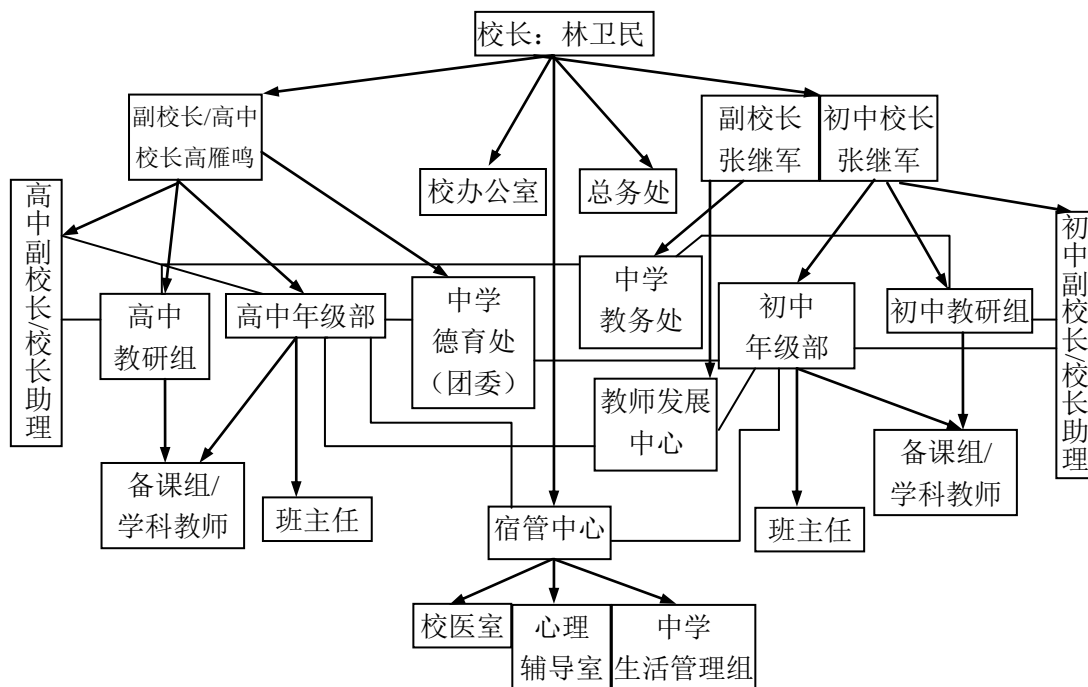 校长：林卫民
副校长/高中
校长高雁鸣
副校长
张继军
初中校长
张继军
校办公室
总务处
高中副校长/校长助理
初中副校长/校长助理
高中
教研组
高中年级部
中学
德育处
（团委）
中学
教务处
初中
年级部
初中教研组
教师发展
中心
备课组/
学科教师
班主任
宿管中心
班主任
备课组/
学科教师
校医室
心理
辅导室
中学
生活管理组